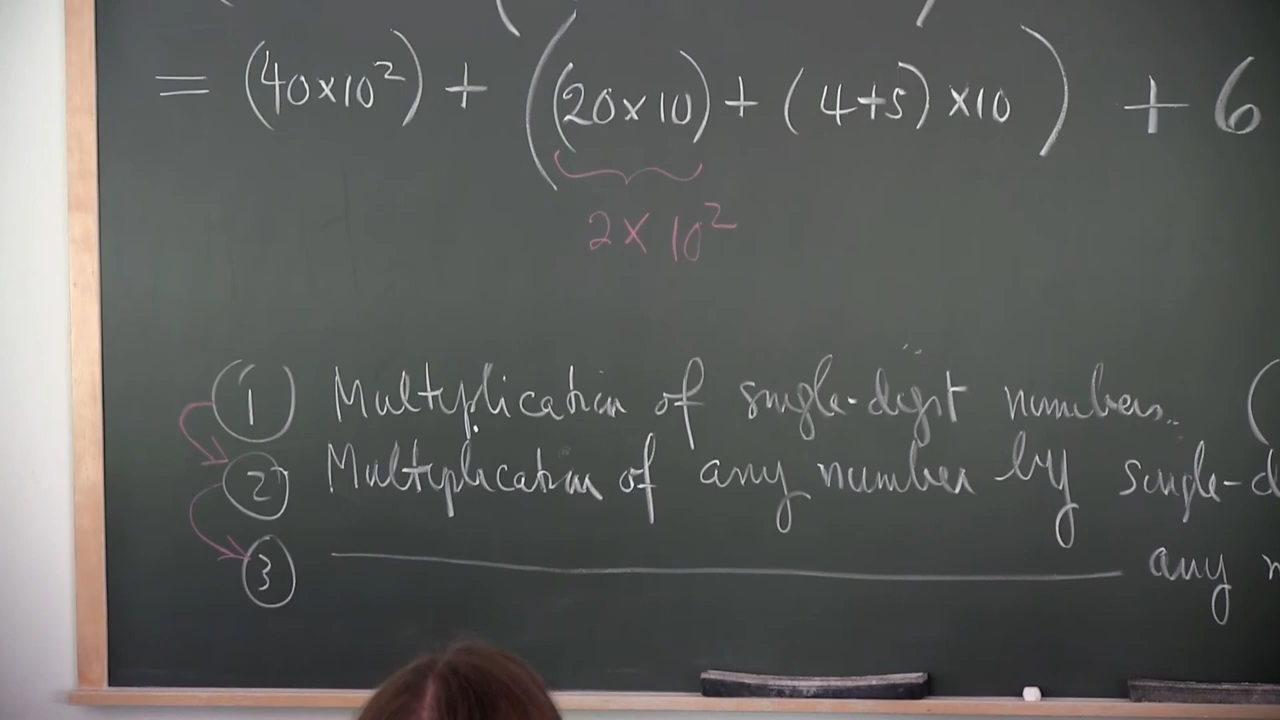 = (40×10²) + ((20×10) + (4+5)×10) + 6
2 × 10²
① Multiplication of single-digit numbers.
② Multiplication of any number by single-d
③ ———————— any